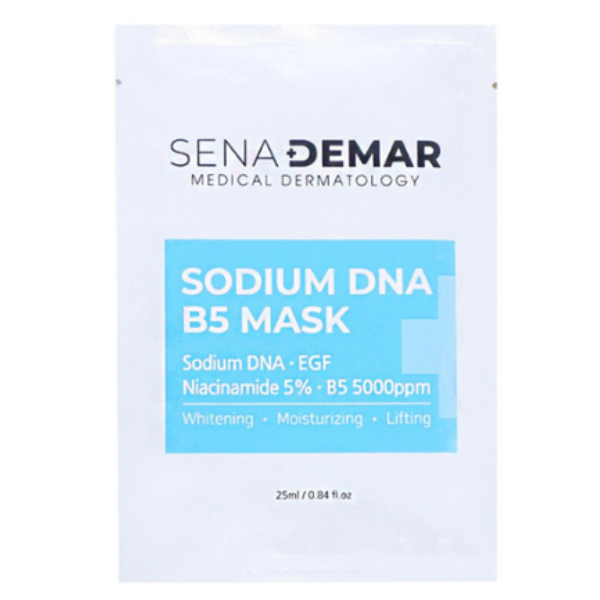 SENA DEMAR
MEDICAL DERMATOLOGY
SODIUM DNA
B5 MASK
Sodium DNA · EGF
Niacinamide 5% · B5 5000ppm
Whitening · Moisturizing · Lifting
25ml / 0.84 fl.oz